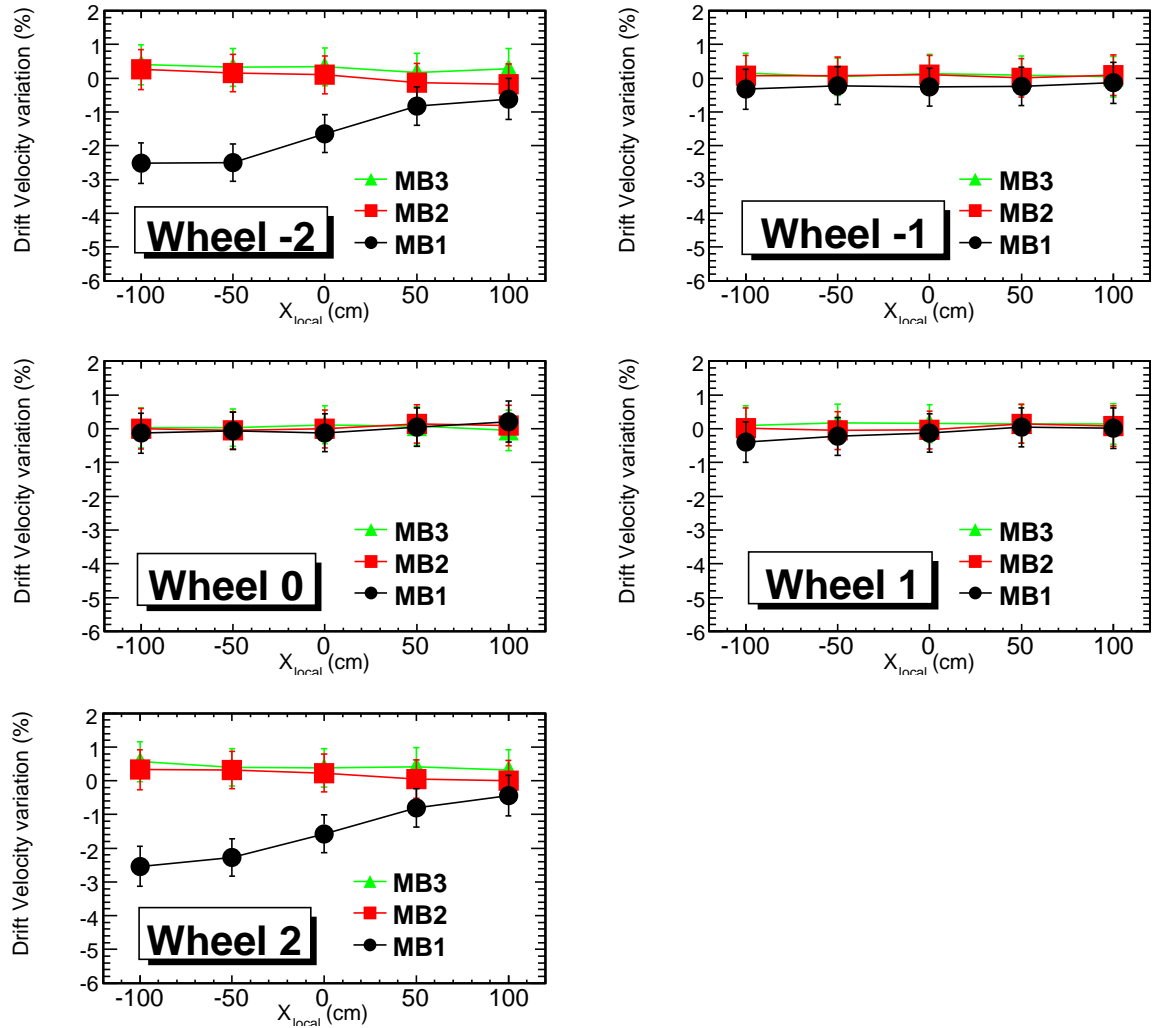 Drift Velocity variation (%)
2
1
0
-1
-2
-3
-4
-5
-6
MB3
MB2
MB1
Wheel -2
-100 -50 0 50 100
X_local (cm)
Drift Velocity variation (%)
2
1
0
-1
-2
-3
-4
-5
-6
MB3
MB2
MB1
Wheel -1
-100 -50 0 50 100
X_local (cm)
Drift Velocity variation (%)
2
1
0
-1
-2
-3
-4
-5
-6
MB3
MB2
MB1
Wheel 0
-100 -50 0 50 100
X_local (cm)
Drift Velocity variation (%)
2
1
0
-1
-2
-3
-4
-5
-6
MB3
MB2
MB1
Wheel 1
-100 -50 0 50 100
X_local (cm)
Drift Velocity variation (%)
2
1
0
-1
-2
-3
-4
-5
-6
MB3
MB2
MB1
Wheel 2
-100 -50 0 50 100
X_local (cm)